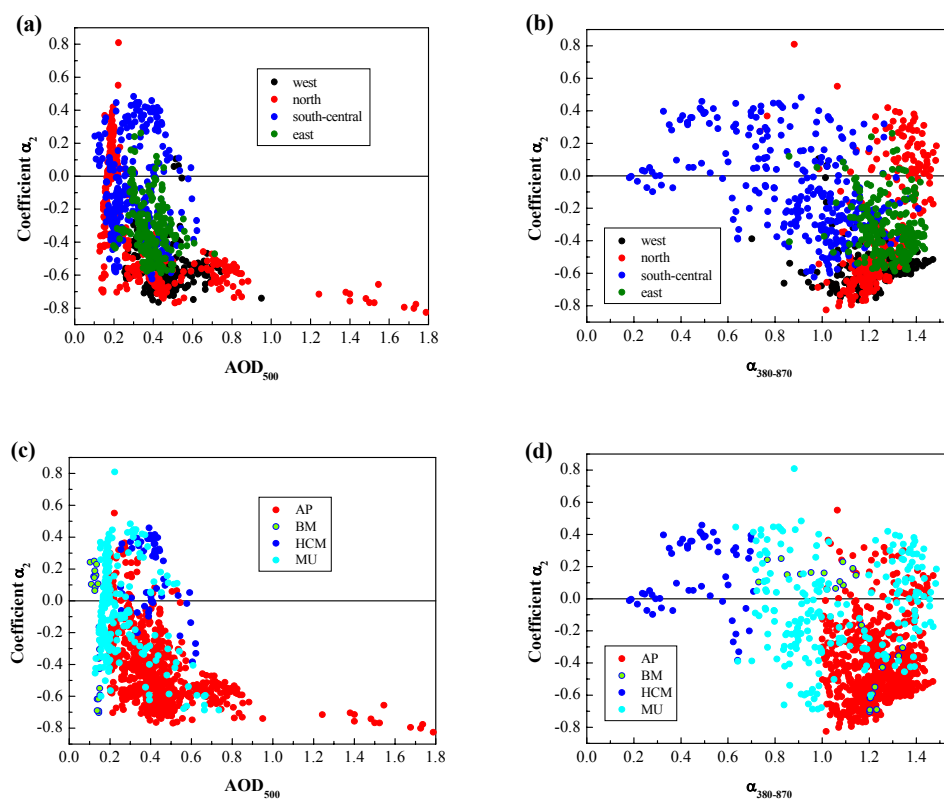 (a)
0.8
0.6
0.4
0.2
0.0
-0.2
-0.4
-0.6
-0.8
Coefficient α₂
west
north
south-central
east
0.0 0.2 0.4 0.6 0.8 1.0 1.2 1.4 1.6 1.8
AOD₅₀₀
(b)
0.8
0.6
0.4
0.2
0.0
-0.2
-0.4
-0.6
-0.8
Coefficient α₂
west
north
south-central
east
0.0 0.2 0.4 0.6 0.8 1.0 1.2 1.4
α₃₈₀₋₈₇₀
(c)
0.8
0.6
0.4
0.2
0.0
-0.2
-0.4
-0.6
-0.8
Coefficient α₂
AP
BM
HCM
MU
0.0 0.2 0.4 0.6 0.8 1.0 1.2 1.4 1.6 1.8
AOD₅₀₀
(d)
0.8
0.6
0.4
0.2
0.0
-0.2
-0.4
-0.6
-0.8
Coefficient α₂
AP
BM
HCM
MU
0.0 0.2 0.4 0.6 0.8 1.0 1.2 1.4
α₃₈₀₋₈₇₀